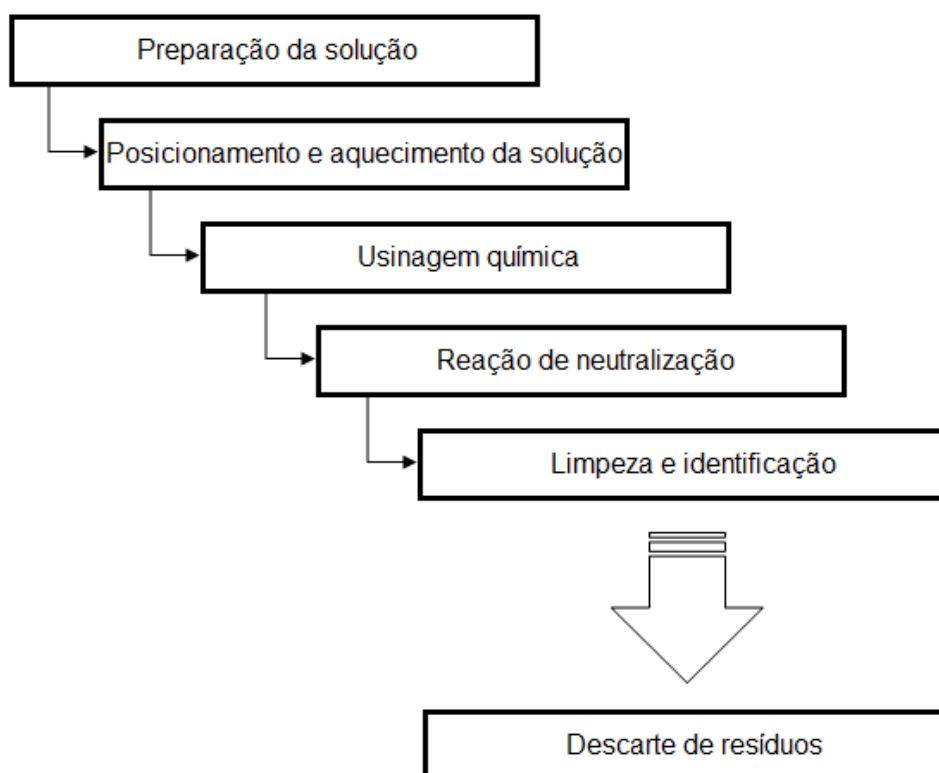 Preparação da solução
Posicionamento e aquecimento da solução
Usinagem química
Reação de neutralização
Limpeza e identificação
Descarte de resíduos